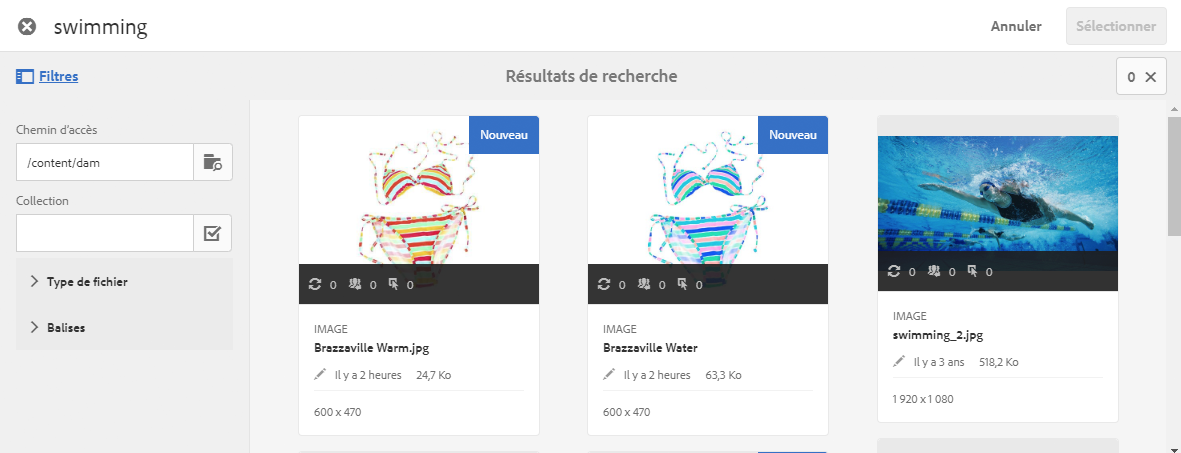 swimming
Annuler
Sélectionner
Filtres
Résultats de recherche
0
Chemin d'accès
/content/dam
Collection
Type de fichier
Balises
Nouveau
0 0 0
IMAGE
Brazzaville Warm.jpg
Il y a 2 heures 24,7 Ko
600 x 470
Nouveau
0 0 0
IMAGE
Brazzaville Water
Il y a 2 heures 63,3 Ko
600 x 470
0 0 0
IMAGE
swimming_2.jpg
Il y a 3 ans 518,2 Ko
1 920 x 1 080